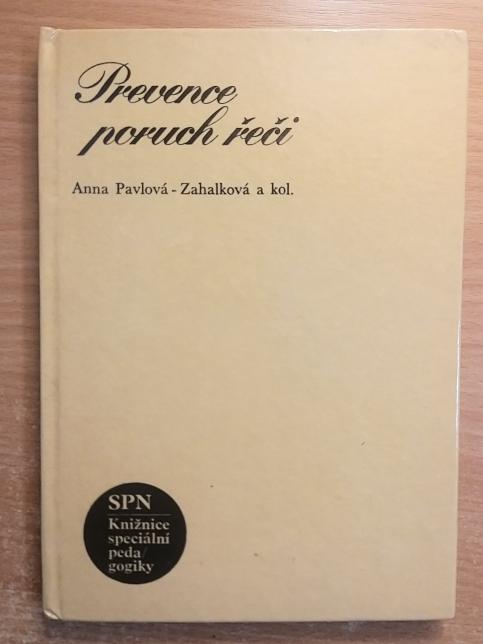 Prevence
poruch řeči
Anna Pavlová - Zahalková a kol.
SPN
Knižnice
speciální
peda/
gogiky